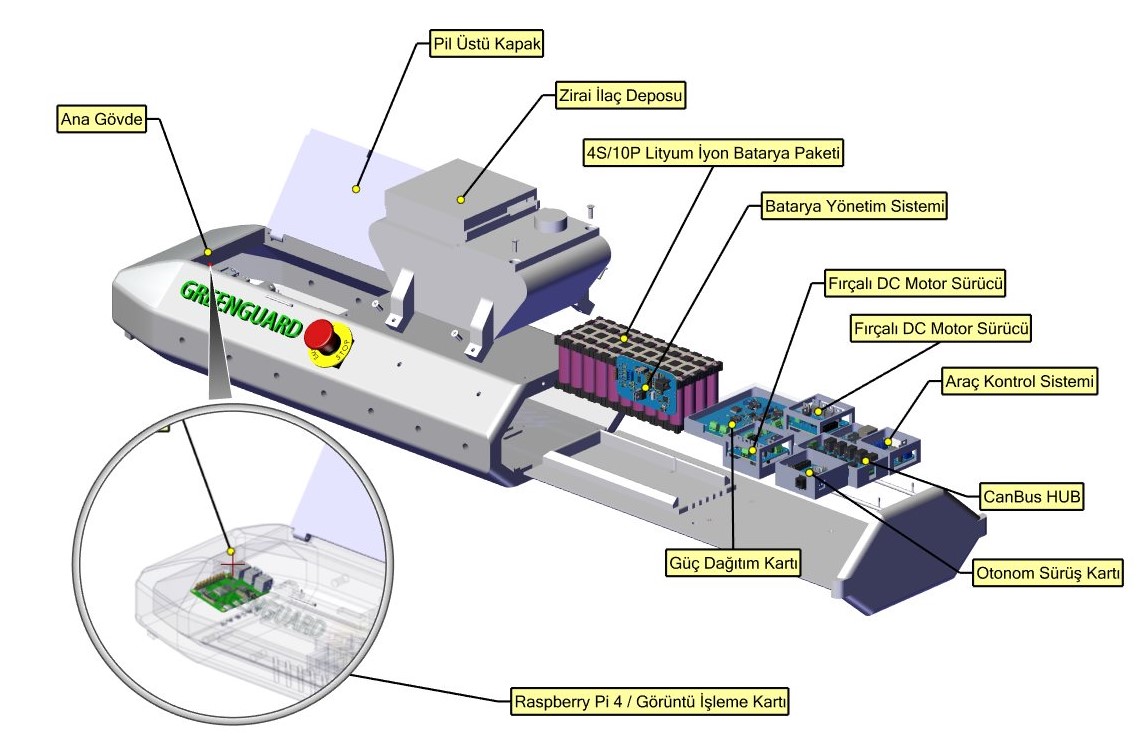 Pil Üstü Kapak
Zirai İlaç Deposu
Ana Gövde
4S/10P Lityum İyon Batarya Paketi
Batarya Yönetim Sistemi
Fırçalı DC Motor Sürücü
Fırçalı DC Motor Sürücü
Araç Kontrol Sistemi
GREENGUARD
STOP
CanBus HUB
Güç Dağıtım Kartı
Otonom Sürüş Kartı
Raspberry Pi 4 / Görüntü İşleme Kartı